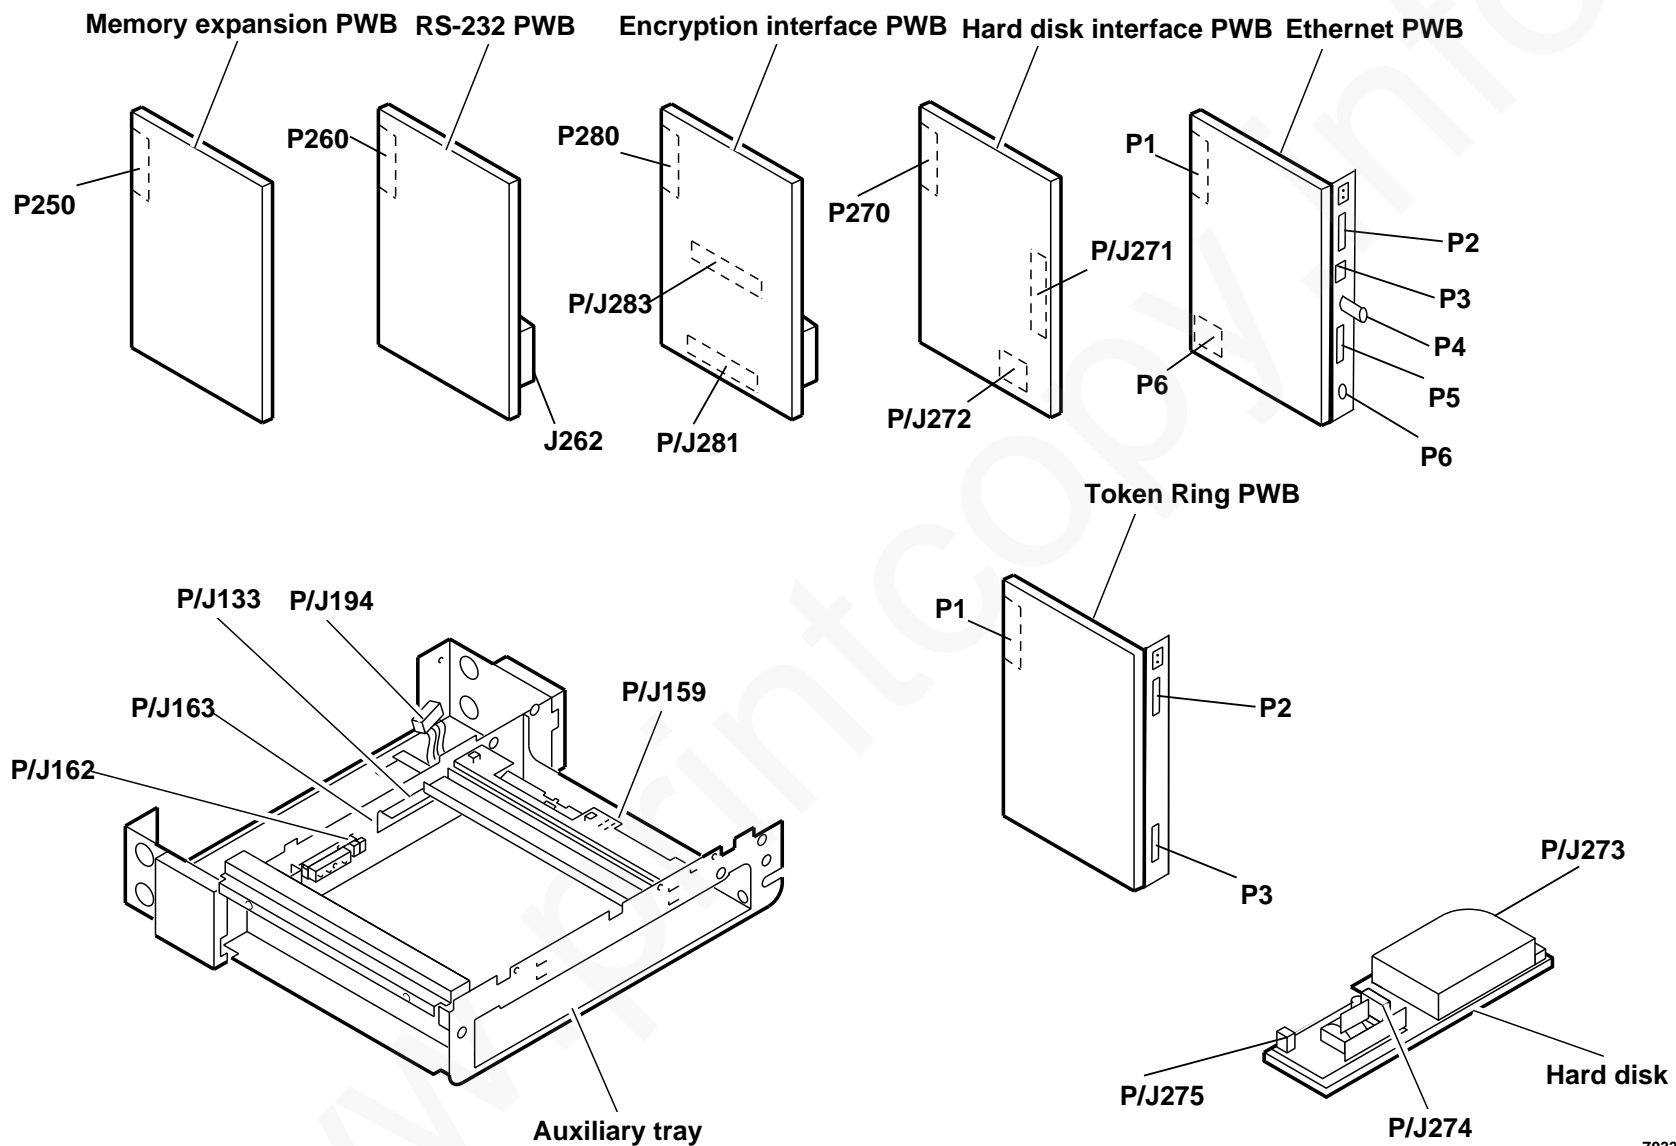 Memory expansion PWB
RS-232 PWB
Encryption interface PWB
Hard disk interface PWB
Ethernet PWB
P250
P260
P280
P270
P1
P/J271
P2
P/J283
P3
P4
P6
P5
P/J272
J262
P/J281
P6
Token Ring PWB
P/J133
P/J194
P1
P/J163
P/J159
P2
P/J162
P/J273
P3
Hard disk
P/J275
P/J274
Auxiliary tray